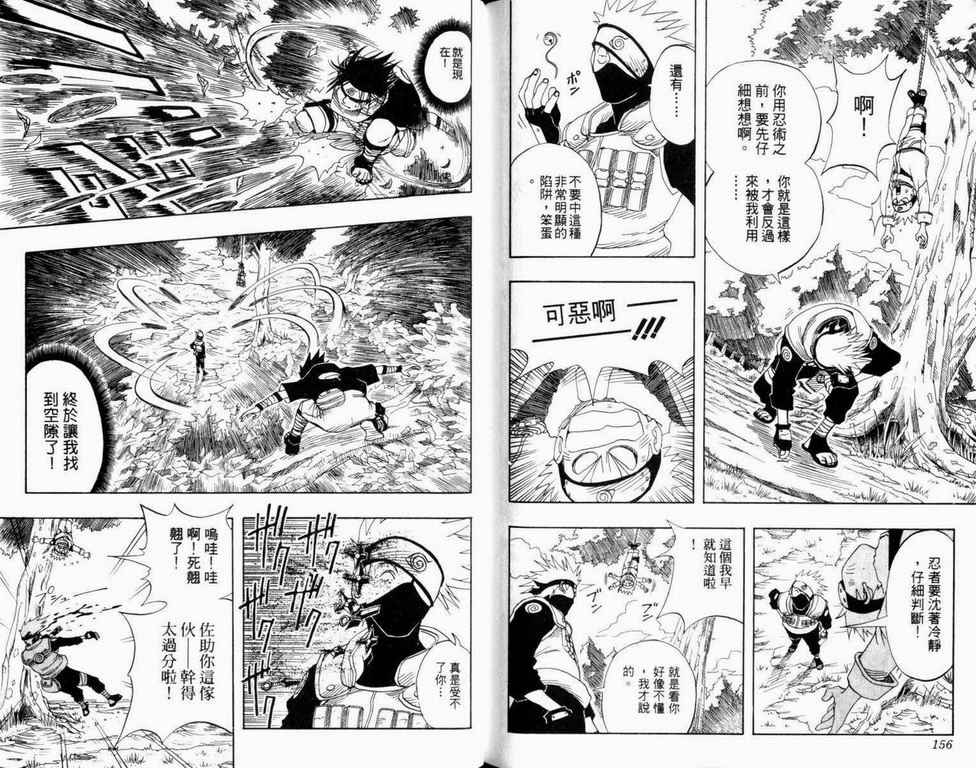 啊！
你用忍術之
前，要先仔
細想想啊。
你就是這樣
，才會反過
來被我利用
……
還有……
ポン
不要中這種
非常明顯的
陷阱，笨蛋
。
可惡啊——!!!
忍者要沈著冷靜
，仔細判斷！
這個我早
就知道啦
！
就是看你
好像不懂
，我才說
的。
156
就是現
在！
終於讓我找
到空隙了！
ザクザクザクザク
真是受不
了你…
嗚哇！哇
啊！死翹
翹了！
佐助你這傢
伙——幹得
太過分啦！